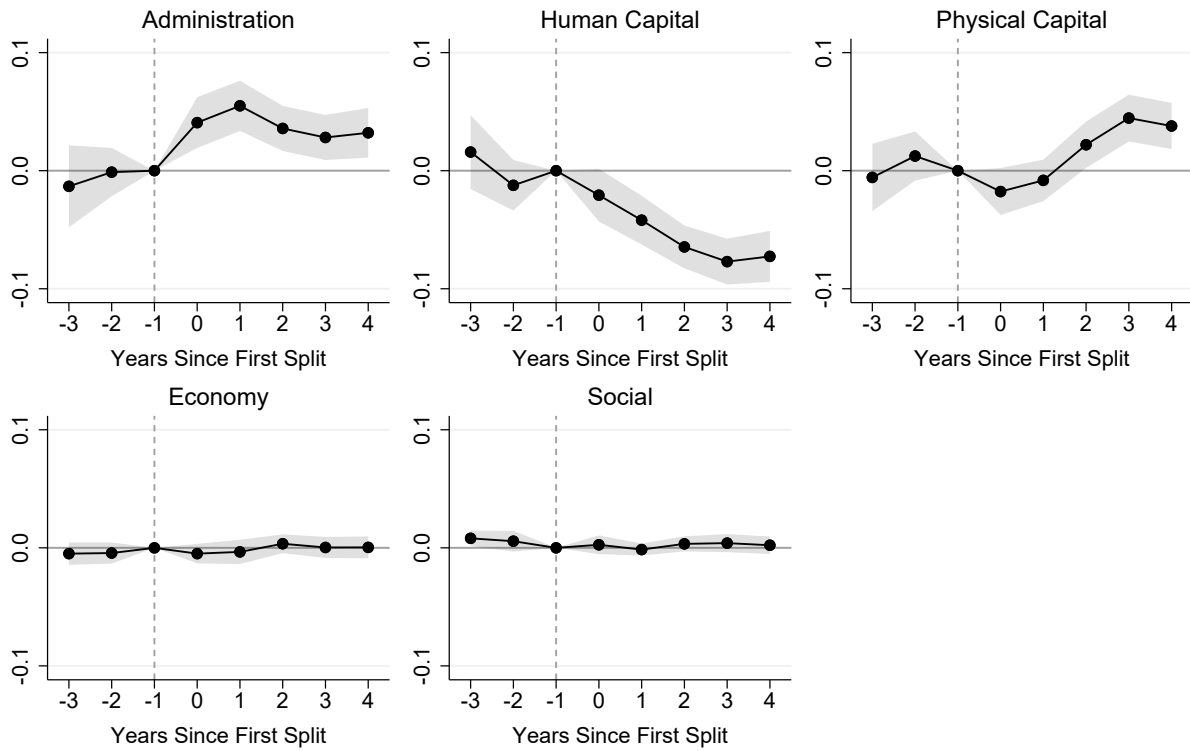 Administration
0.1
0.0
-0.1
-3 -2 -1 0 1 2 3 4
Years Since First Split
Human Capital
0.1
0.0
-0.1
-3 -2 -1 0 1 2 3 4
Years Since First Split
Physical Capital
0.1
0.0
-0.1
-3 -2 -1 0 1 2 3 4
Years Since First Split
Economy
0.1
0.0
-0.1
-3 -2 -1 0 1 2 3 4
Years Since First Split
Social
0.1
0.0
-0.1
-3 -2 -1 0 1 2 3 4
Years Since First Split